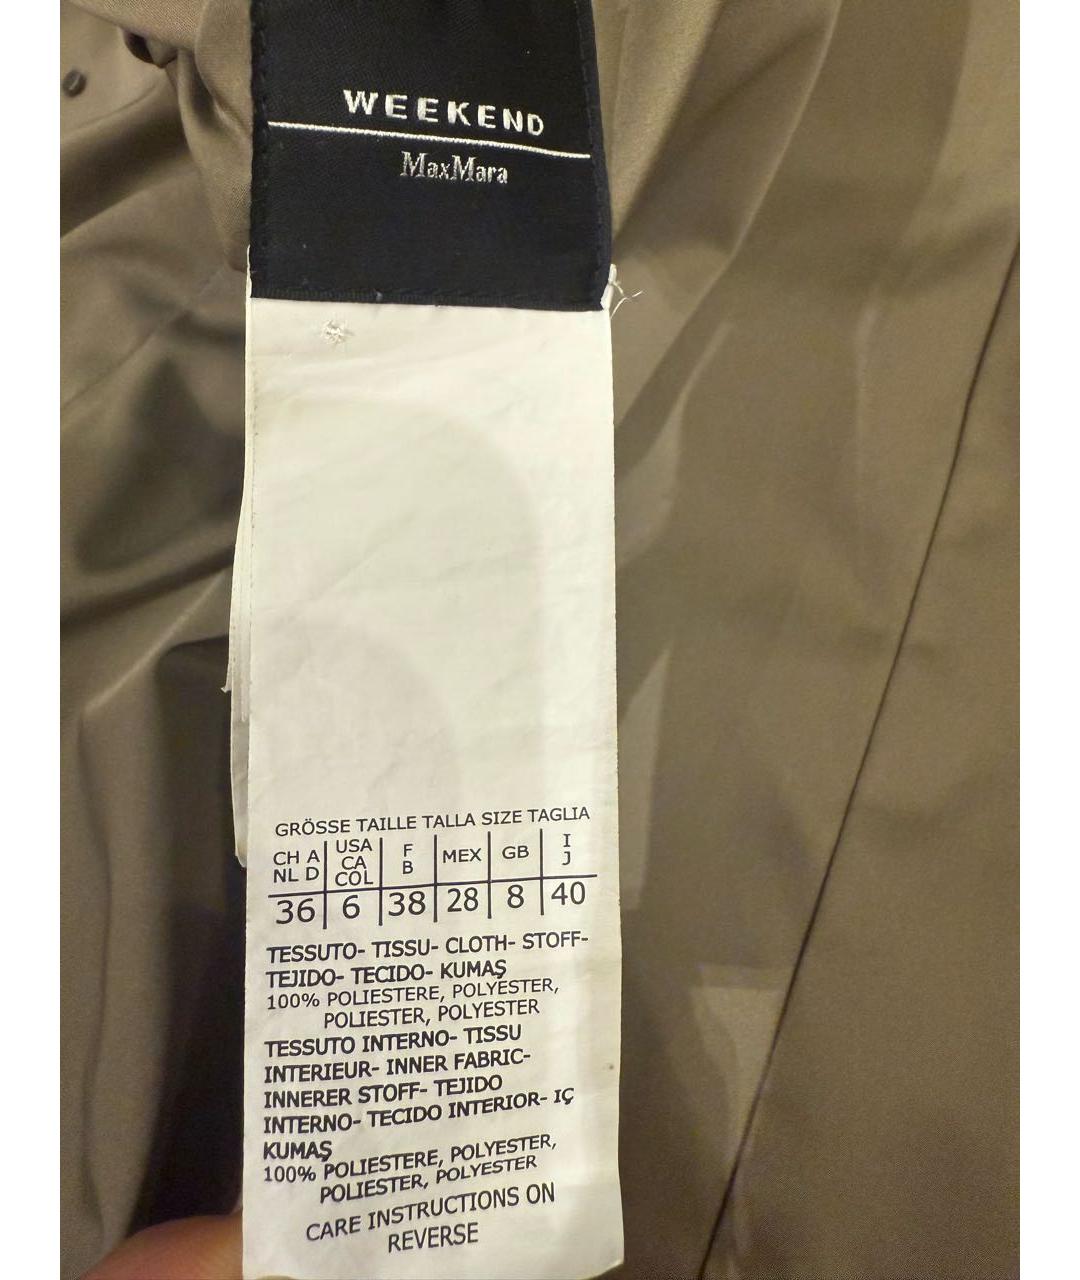 WEEKEND
MaxMara
GRÖSSE TAILLE TALLA SIZE TAGLIA
CH A NL D | USA CA COL | F B | MEX | GB | I J
36 | 6 | 38 | 28 | 8 | 40
TESSUTO- TISSU- CLOTH- STOFF-
TEJIDO- TECIDO- KUMAŞ
100% POLIESTERE, POLYESTER,
POLIESTER, POLYESTER
TESSUTO INTERNO- TISSU
INTERIEUR- INNER FABRIC-
INNERER STOFF- TEJIDO
INTERNO- TECIDO INTERIOR- IÇ
KUMAŞ
100% POLIESTERE, POLYESTER,
POLIESTER, POLYESTER
CARE INSTRUCTIONS ON
REVERSE